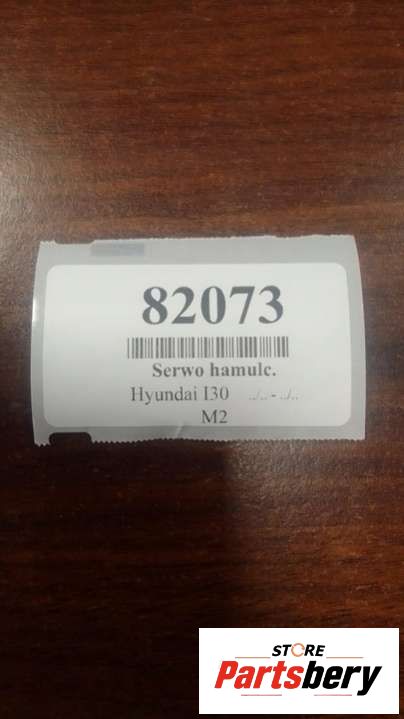 82073
Serwo hamulc.
Hyundai I30 ../.. - ../..
M2
STORE
Partsbery